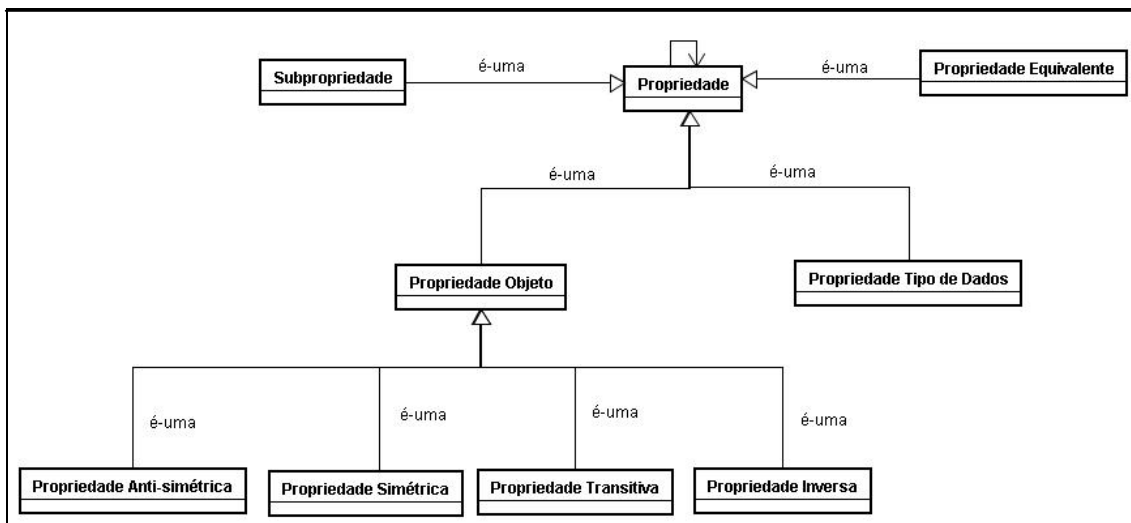 Subpropriedade
é-uma
Propriedade
é-uma
Propriedade Equivalente
é-uma
é-uma
Propriedade Objeto
Propriedade Tipo de Dados
é-uma
é-uma
é-uma
é-uma
Propriedade Anti-simétrica
Propriedade Simétrica
Propriedade Transitiva
Propriedade Inversa